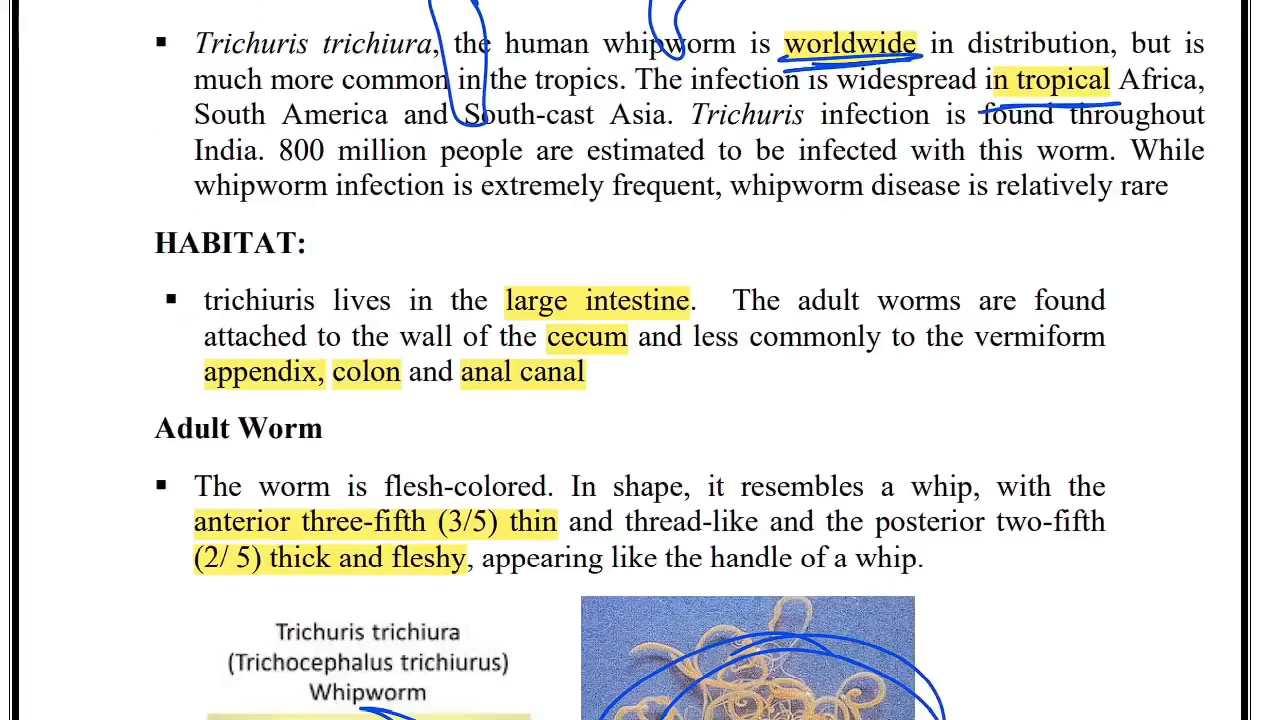 ▪ Trichuris trichiura, the human whipworm is worldwide in distribution, but is
much more common in the tropics. The infection is widespread in tropical Africa,
South America and South-cast Asia. Trichuris infection is found throughout
India. 800 million people are estimated to be infected with this worm. While
whipworm infection is extremely frequent, whipworm disease is relatively rare
HABITAT:
▪ trichiuris lives in the large intestine. The adult worms are found
attached to the wall of the cecum and less commonly to the vermiform
appendix, colon and anal canal
Adult Worm
▪ The worm is flesh-colored. In shape, it resembles a whip, with the
anterior three-fifth (3/5) thin and thread-like and the posterior two-fifth
(2/ 5) thick and fleshy, appearing like the handle of a whip.
Trichuris trichiura
(Trichocephalus trichiurus)
Whipworm